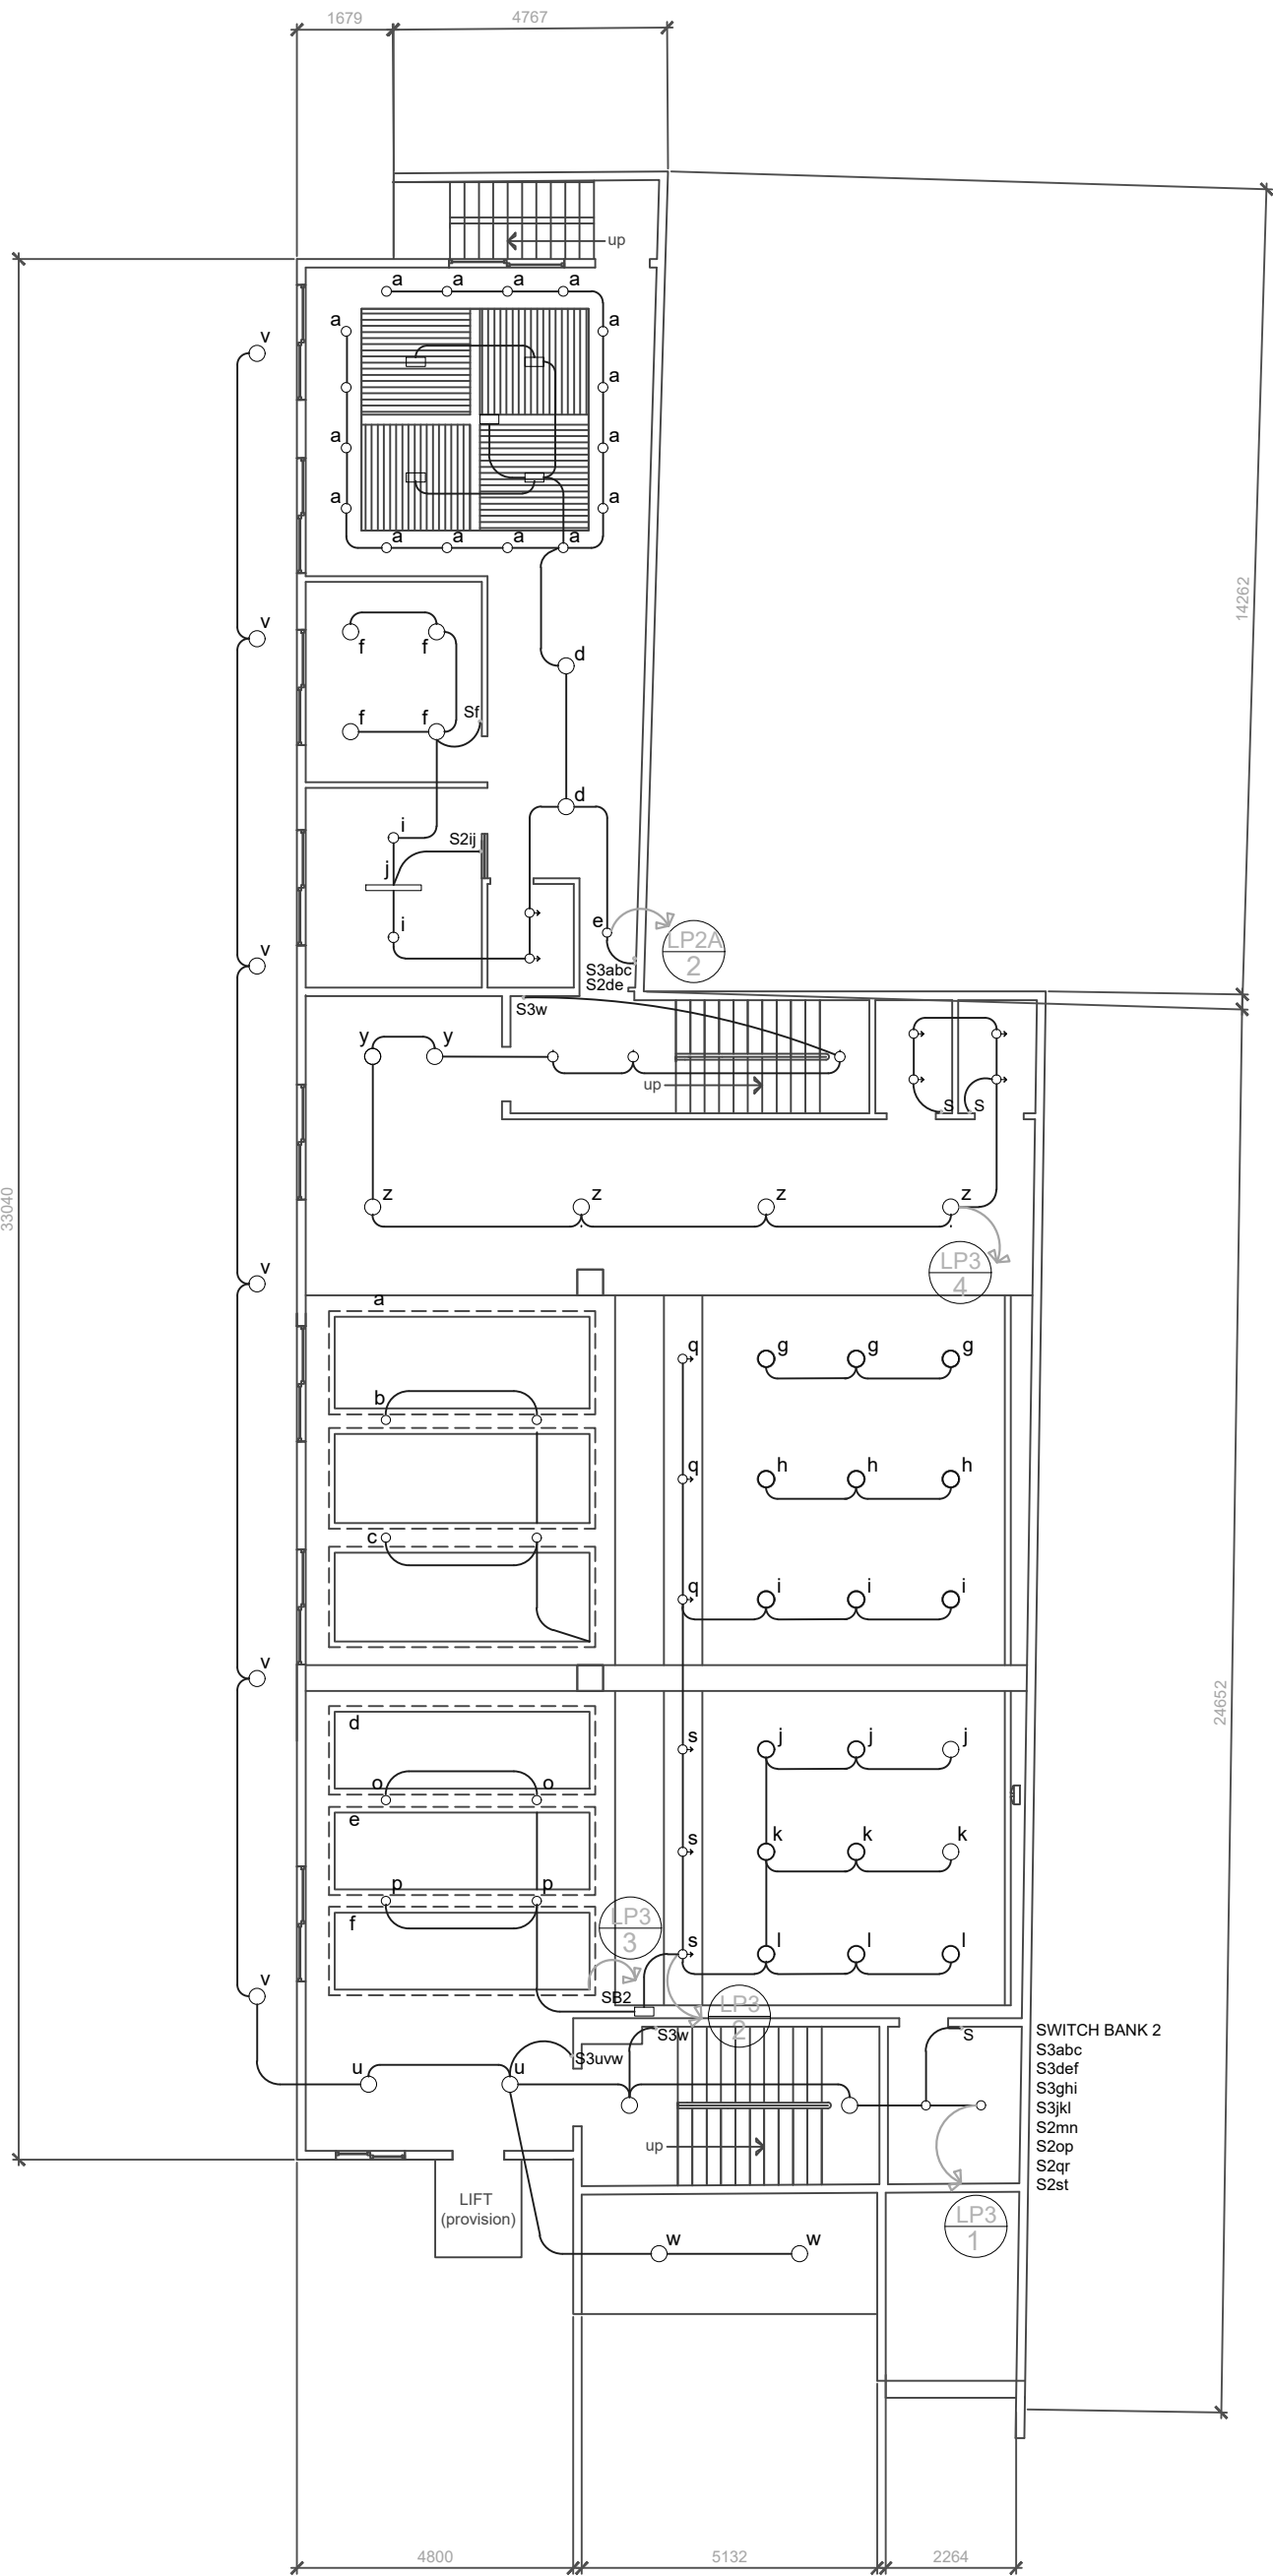 1679
4767
up
a a a a
a a
v
a
a a
a a
a a a a
14262
v
f f
d
f f
Sf
d
i
S2ij
j
e
i
LP2A
2
v
S3abc
S2de
S3w
y y
up
S S
33040
z z z z
LP3
4
v
a
q g g g
b
q h h h
c
q i i i
v
24652
d
s j j j
o o
e
s k k k
p p
LP3
3
f
s l l l
v
SB2
LP3
2
S3w
S
SWITCH BANK 2
S3abc
S3def
S3ghi
S3jkl
S2mn
S2op
S2qr
S2st
S3uvw
u u
up
LIFT
(provision)
LP3
1
w w
4800
5132
2264